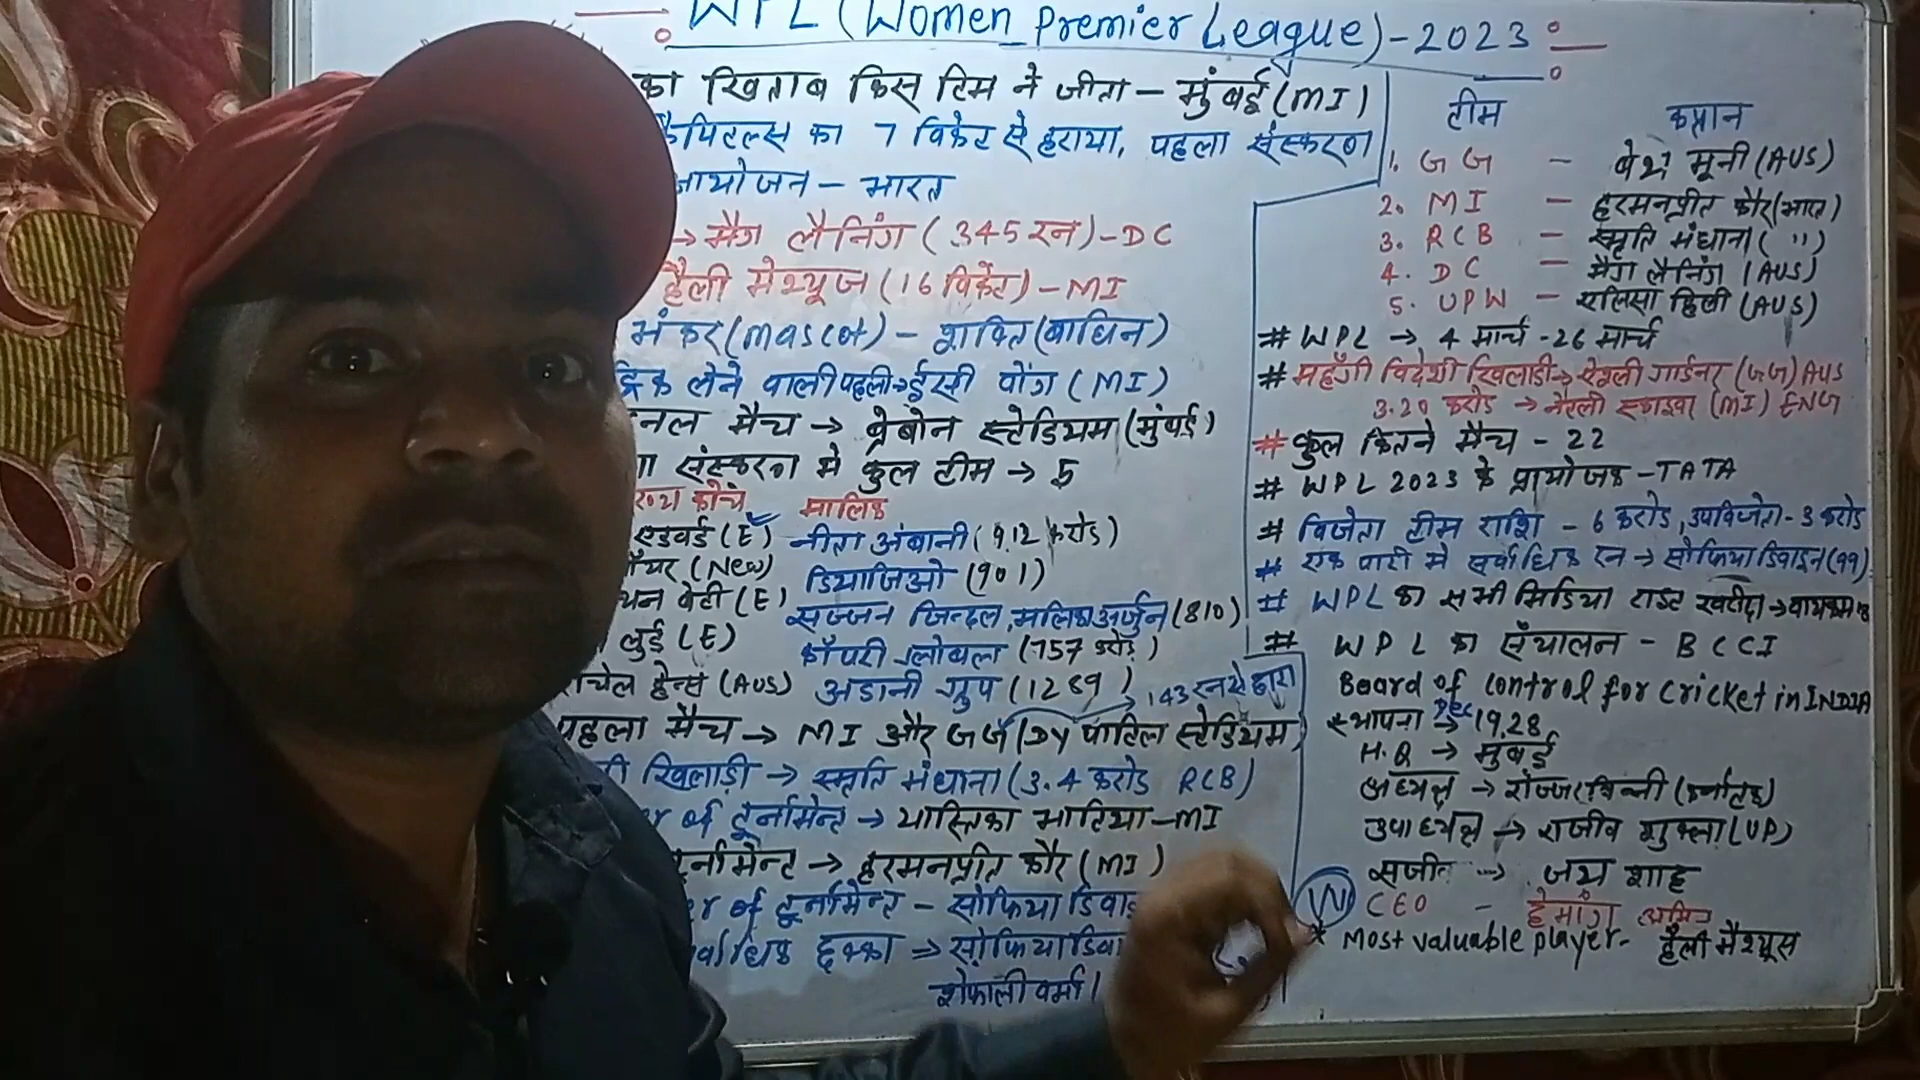 WPL (Women Premier League) - 2023
का खिताब किस टिम ने जीता - मुंबई (MI)
कैपिटल्स का 7 विकेट से हराया, पहला संस्करण
आयोजन - भारत
→ मैग लैनिंग (345 रन) - DC
हैली मेथ्यूज (16 विकेट) - MI
मंकर (mascot) - शक्ति (बाघिन)
ट्रिक लेने वाली पहली → ईसी वोंग (MI)
नल मैच → ब्रेबोन स्टेडियम (मुंबई)
संस्करण मे कुल टीम → 5
कोच मालिक
एडवर्ड (E) नीता अंबानी (912 करोड)
(New) डियाजिओ (901)
बेटी (E) सज्जन जिन्दल, मलिक अर्जुन (810)
लुई (E) कॉपरी ग्लोबल (757 करोड)
हेन्स (AUS) अडानी ग्रुप (1289) → 143 रन से हारा
पहला मैच → MI और GG (DY पाटिल स्टेडियम)
खिलाड़ी → स्मृति मंधाना (3.4 करोड RCB)
of टूर्नामेन्ट → यास्तिका भाटिया - MI
टूर्नामेन्ट → हरमनप्रीत कौर (MI)
er of टूर्नामेन्ट - सोफिया डिवा
छक्का ⇒ सोफिया डिवा
शेफाली वर्मा
टीम कप्तान
1. GG - बेथ मूनी (AUS)
2. MI - हरमनप्रीत कौर (भारत)
3. RCB - स्मृति मंधाना ( " )
4. DC - मैग लैनिंग (AUS)
5. UPW - एलिसा हिली (AUS)
# WPL → 4 मार्च - 26 मार्च
# महँगी विदेशी खिलाडी → ऐशली गार्डनर (GG) AUS
3.20 करोड → नैटली स्काइवर (MI) ENG
# कुल कितने मैच - 22
# WPL 2023 के प्रायोजक - TATA
# विजेता टीम राशि - 6 करोड, उपविजेता - 3 करोड
# एक पारी मे सर्वाधिक रन → सोफिया डिवाइन (99)
# WPL का सभी मिडिया राइट खरीदा → वायकॉम 18
# WPL का संचालन - BCCI
Board of control for cricket in INDIA
स्थापना → Dec 1928
H.Q → मुंबई
अध्यक्ष → रोज्जर बिन्नी (कर्नाटक)
उपाध्यक्ष → राजीव शुक्ला (UP)
→ जय शाह
CEO - हेमांग अमिन
* Most valuable player - हैली मैथ्यूस